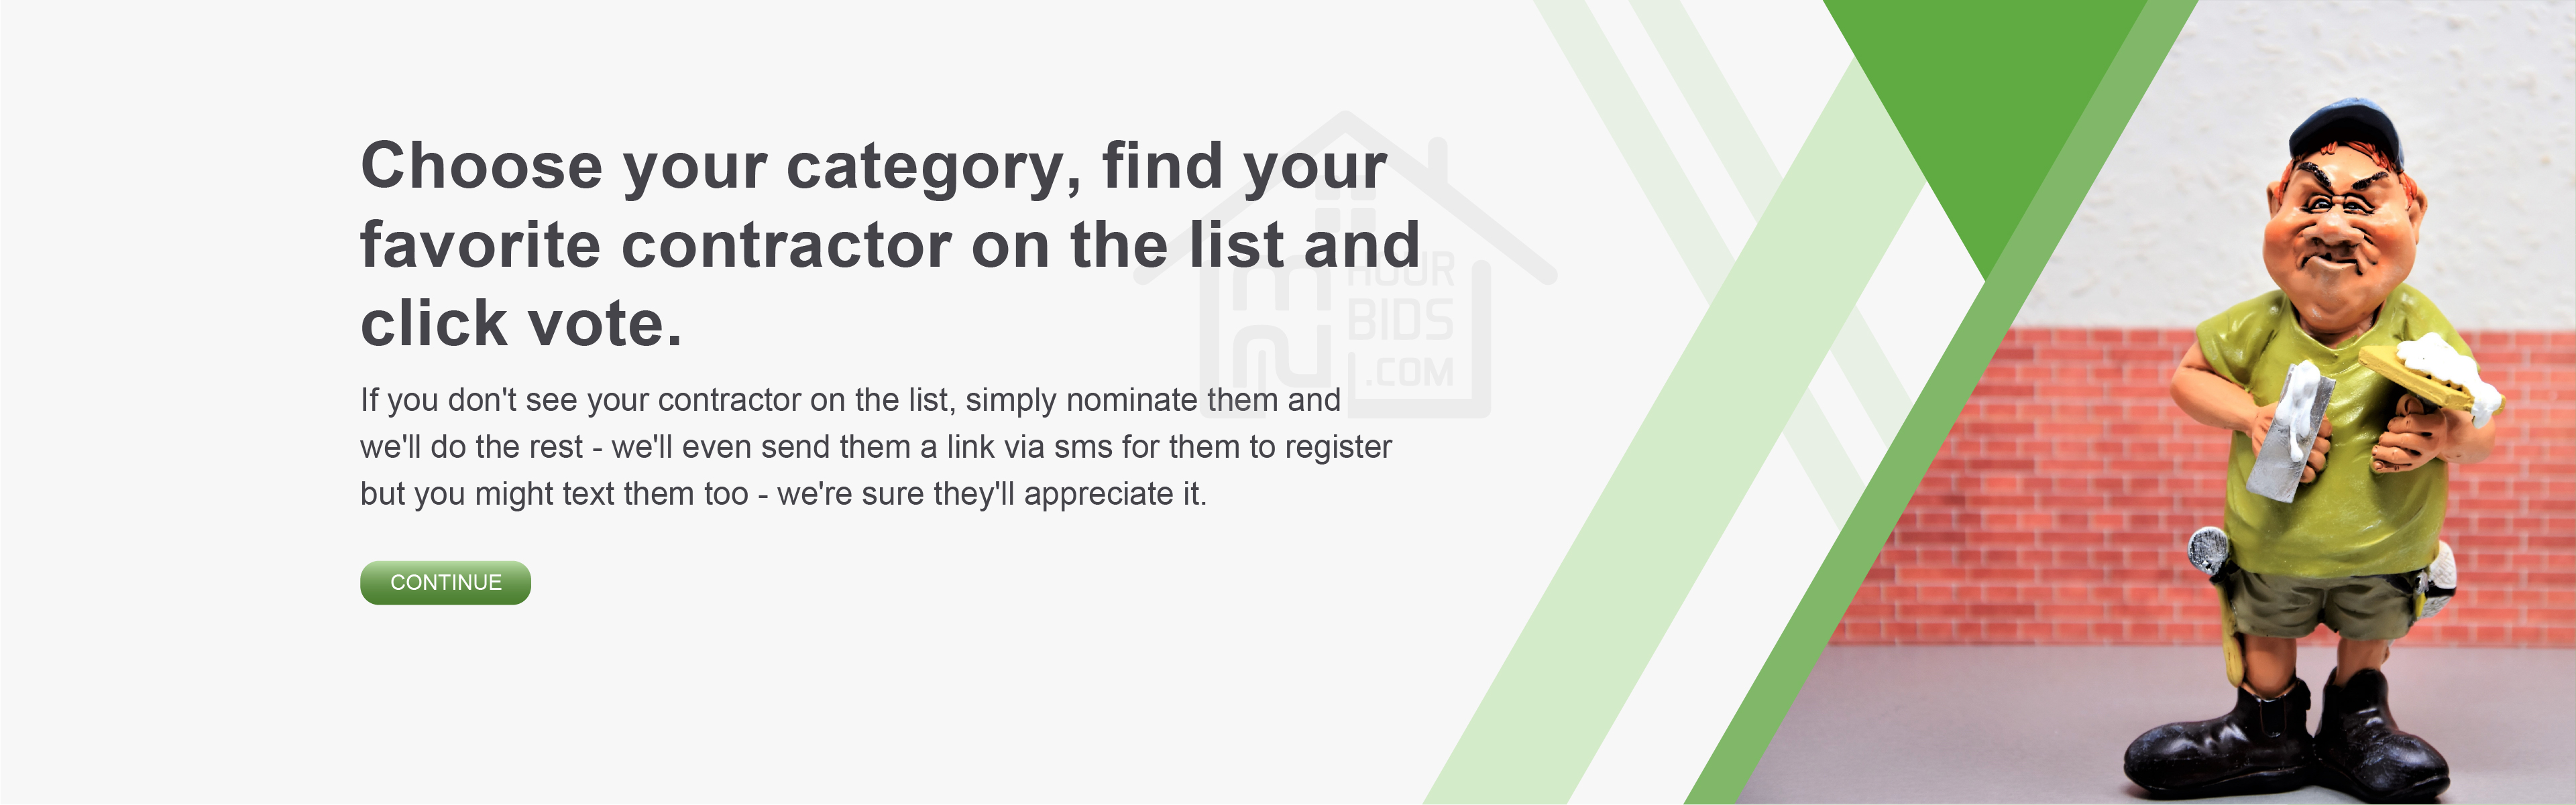 Choose your category, find your
favorite contractor on the list and
click vote.
HOUR
BIDS
.COM
If you don't see your contractor on the list, simply nominate them and
we'll do the rest - we'll even send them a link via sms for them to register
but you might text them too - we're sure they'll appreciate it.
CONTINUE